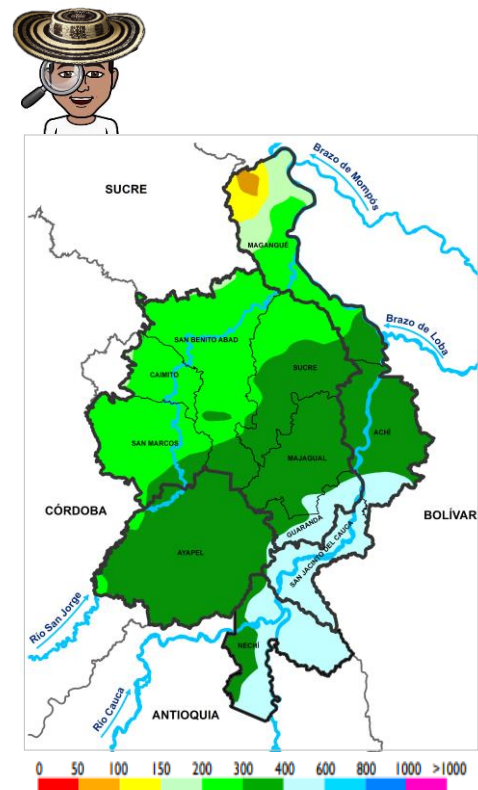 Brazo de Mompós
SUCRE
MAGANGUÉ
Brazo de Loba
SAN BENITO ABAD
SUCRE
CAIMITO
ACHÍ
SAN MARCOS
MAJAGUAL
CÓRDOBA
BOLÍVAR
GUARANDA
AYAPEL
SAN JACINTO DEL CAUCA
Río San Jorge
NECHÍ
Río Cauca
ANTIOQUIA
0 50 100 150 200 300 400 600 800 1000 >1000